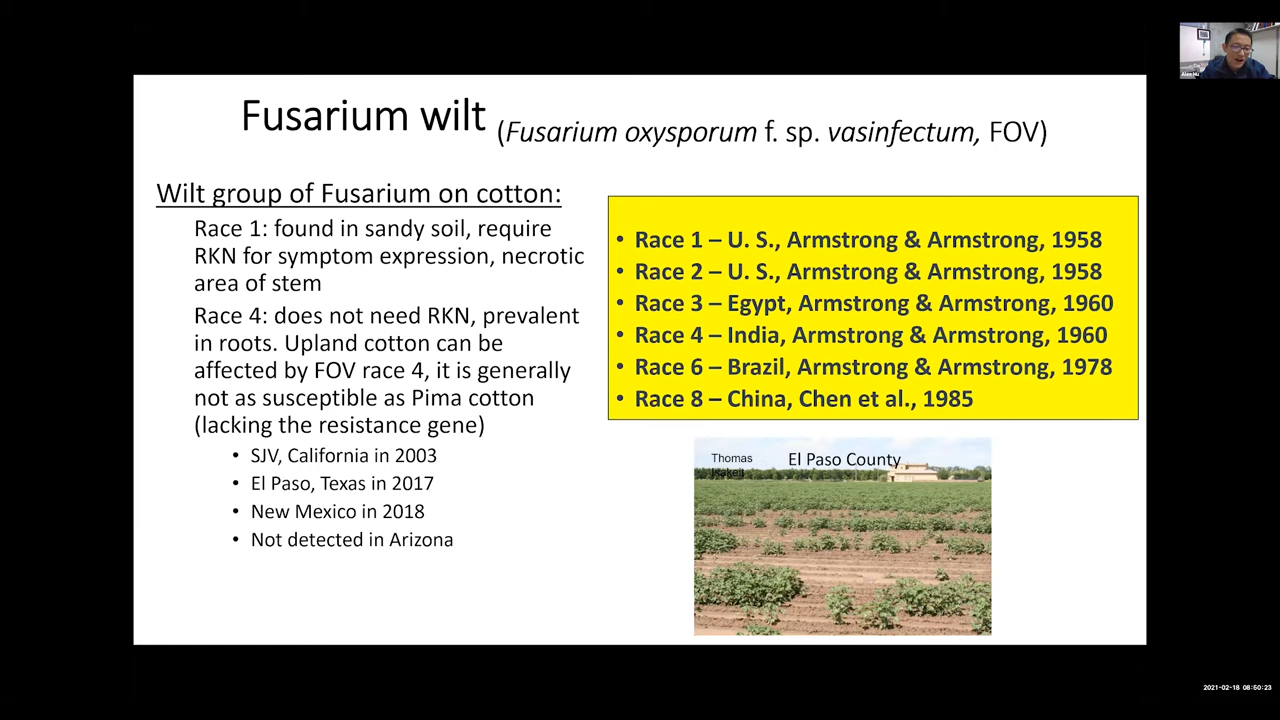 Fusarium wilt (Fusarium oxysporum f. sp. vasinfectum, FOV)
Wilt group of Fusarium on cotton:
Race 1: found in sandy soil, require
RKN for symptom expression, necrotic
area of stem
Race 4: does not need RKN, prevalent
in roots. Upland cotton can be
affected by FOV race 4, it is generally
not as susceptible as Pima cotton
(lacking the resistance gene)
• SJV, California in 2003
• El Paso, Texas in 2017
• New Mexico in 2018
• Not detected in Arizona
• Race 1 – U. S., Armstrong & Armstrong, 1958
• Race 2 – U. S., Armstrong & Armstrong, 1958
• Race 3 – Egypt, Armstrong & Armstrong, 1960
• Race 4 – India, Armstrong & Armstrong, 1960
• Race 6 – Brazil, Armstrong & Armstrong, 1978
• Race 8 – China, Chen et al., 1985
Thomas
El Paso County
2021-02-18 08:50:23